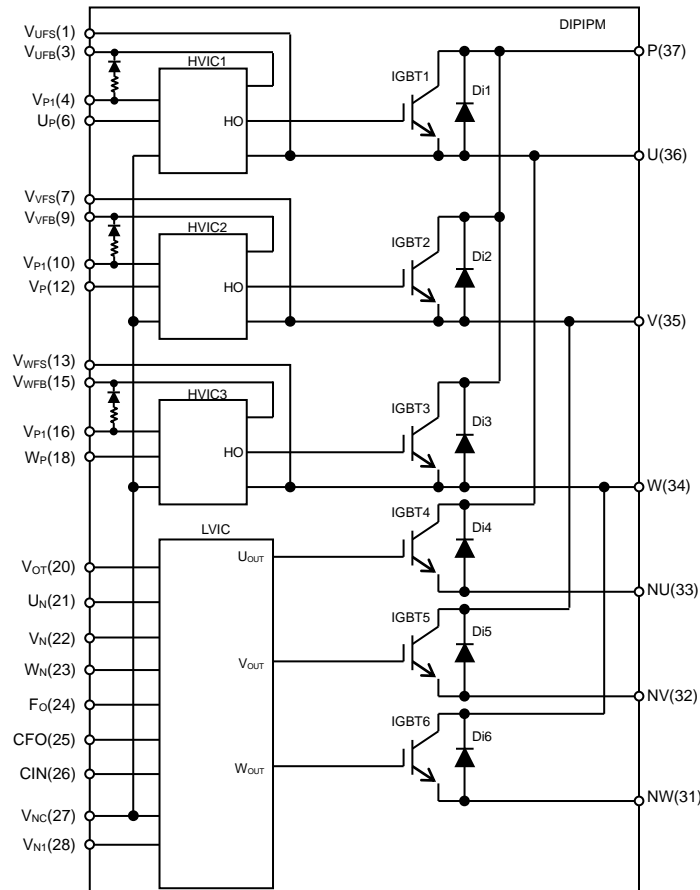 DIPIPM
VUFS(1)
VUFB(3)
HVIC1
IGBT1
P(37)
Di1
VP1(4)
UP(6)
HO
U(36)
VVFS(7)
VVFB(9)
HVIC2
IGBT2
Di2
VP1(10)
VP(12)
HO
V(35)
VWFS(13)
VWFB(15)
HVIC3
IGBT3
Di3
VP1(16)
WP(18)
HO
W(34)
LVIC
IGBT4
Di4
UOUT
VOT(20)
UN(21)
NU(33)
IGBT5
Di5
VN(22)
VOUT
WN(23)
NV(32)
FO(24)
IGBT6
Di6
CFO(25)
CIN(26)
WOUT
NW(31)
VNC(27)
VN1(28)